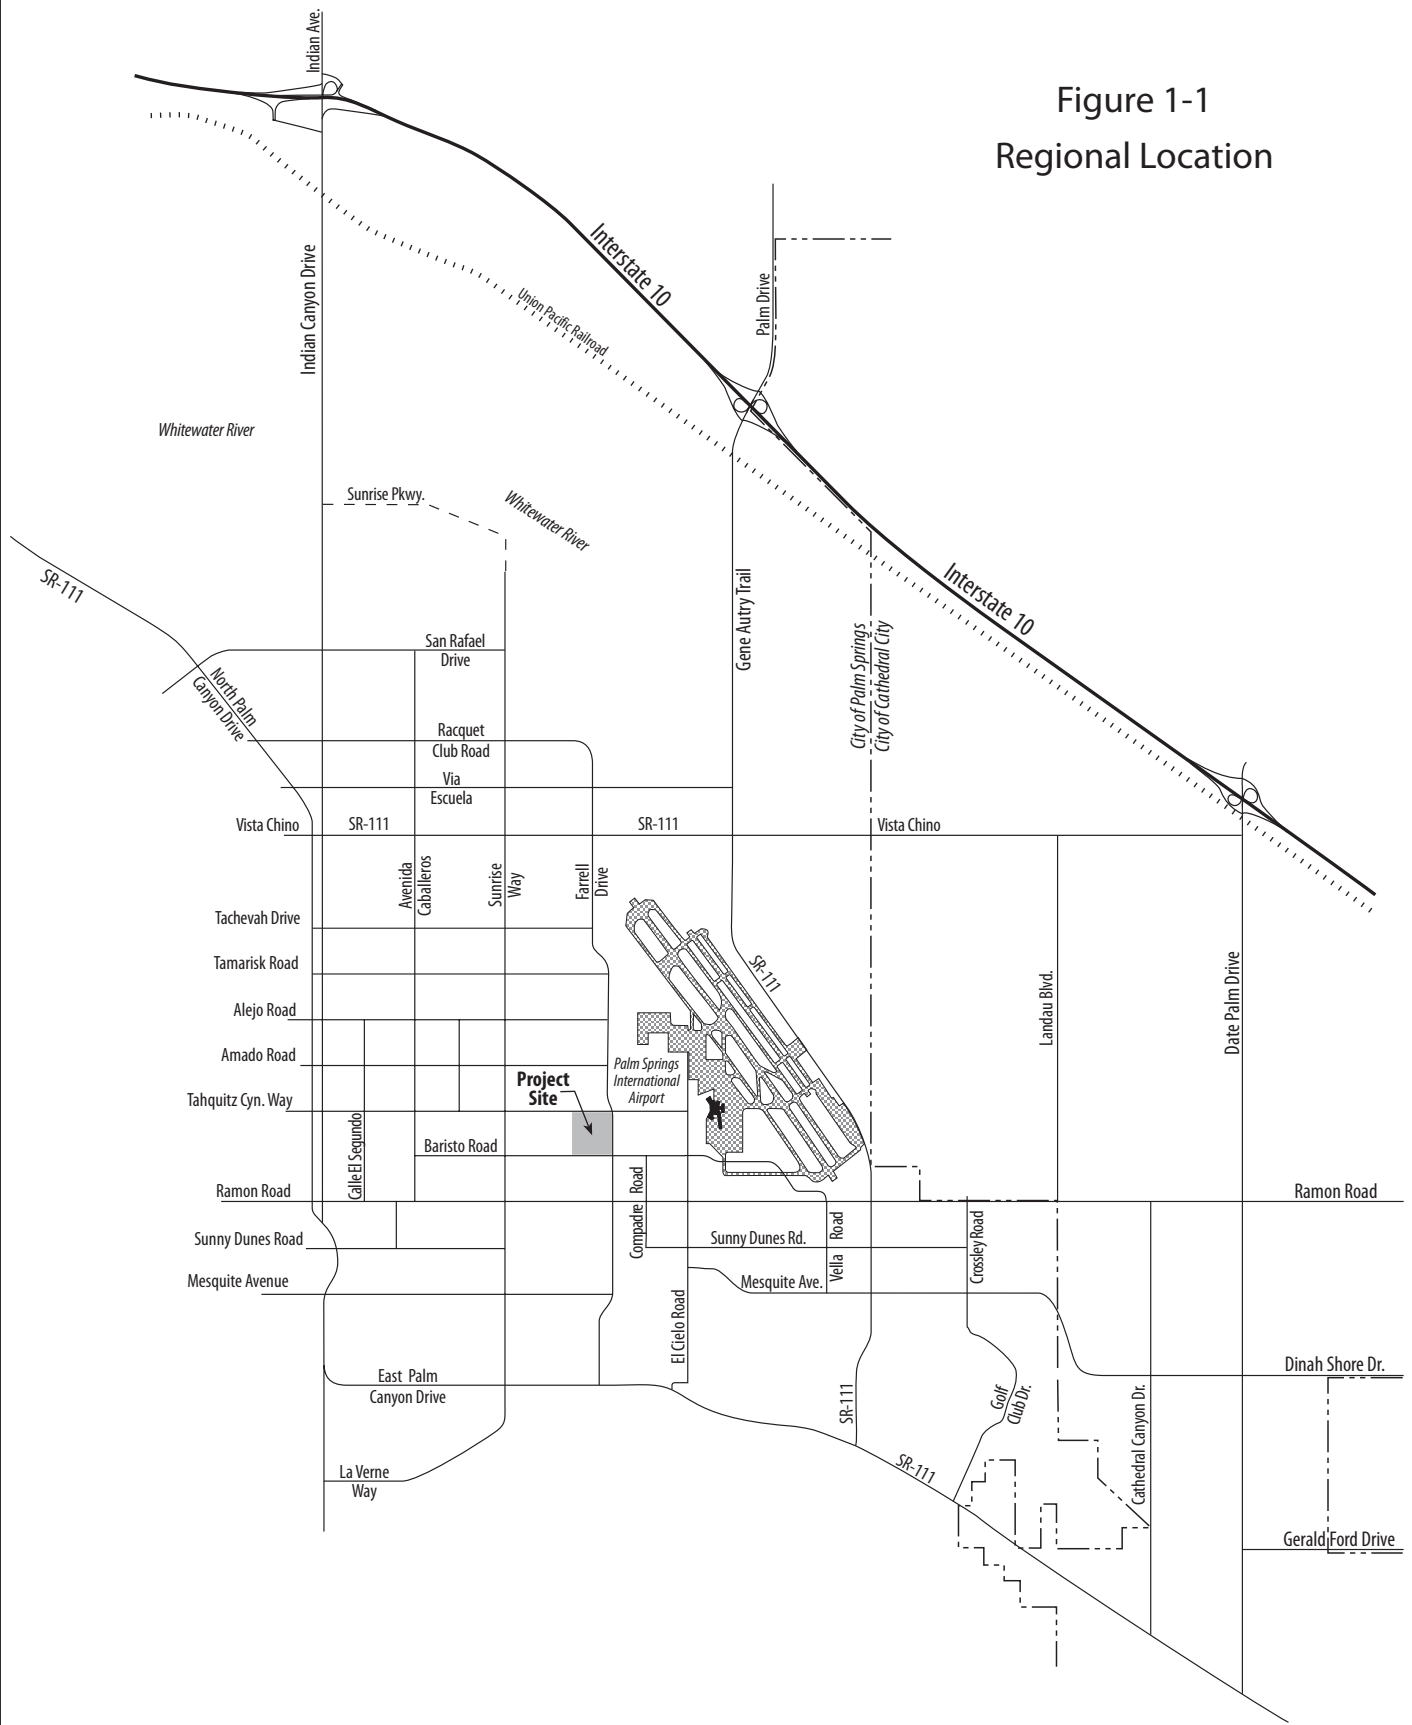 Indian Ave.
Figure 1-1
Regional Location
Interstate 10
Indian Canyon Drive
Palm Drive
Union Pacific Railroad
Whitewater River
Sunrise Pkwy.
Whitewater River
SR-111
Interstate 10
Gene Autry Trail
City of Palm Springs
City of Cathedral City
San Rafael
Drive
North Palm
Canyon Drive
Racquet
Club Road
Via
Escuela
Vista Chino
SR-111
SR-111
Vista Chino
Avenida
Caballeros
Sunrise
Way
Farrell
Drive
Tachevah Drive
Tamarisk Road
SR-111
Landau Blvd.
Date Palm Drive
Alejo Road
Amado Road
Palm Springs
International
Airport
Project
Site
Tahquitz Cyn. Way
Calle El Segundo
Baristo Road
Ramon Road
Compadre Road
Ramon Road
Sunny Dunes Road
Sunny Dunes Rd.
Vella Road
Crossley Road
Mesquite Avenue
Mesquite Ave.
El Cielo Road
East Palm
Canyon Drive
Dinah Shore Dr.
SR-111
Golf
Club Dr.
Cathedral Canyon Dr.
La Verne
Way
SR-111
Gerald Ford Drive